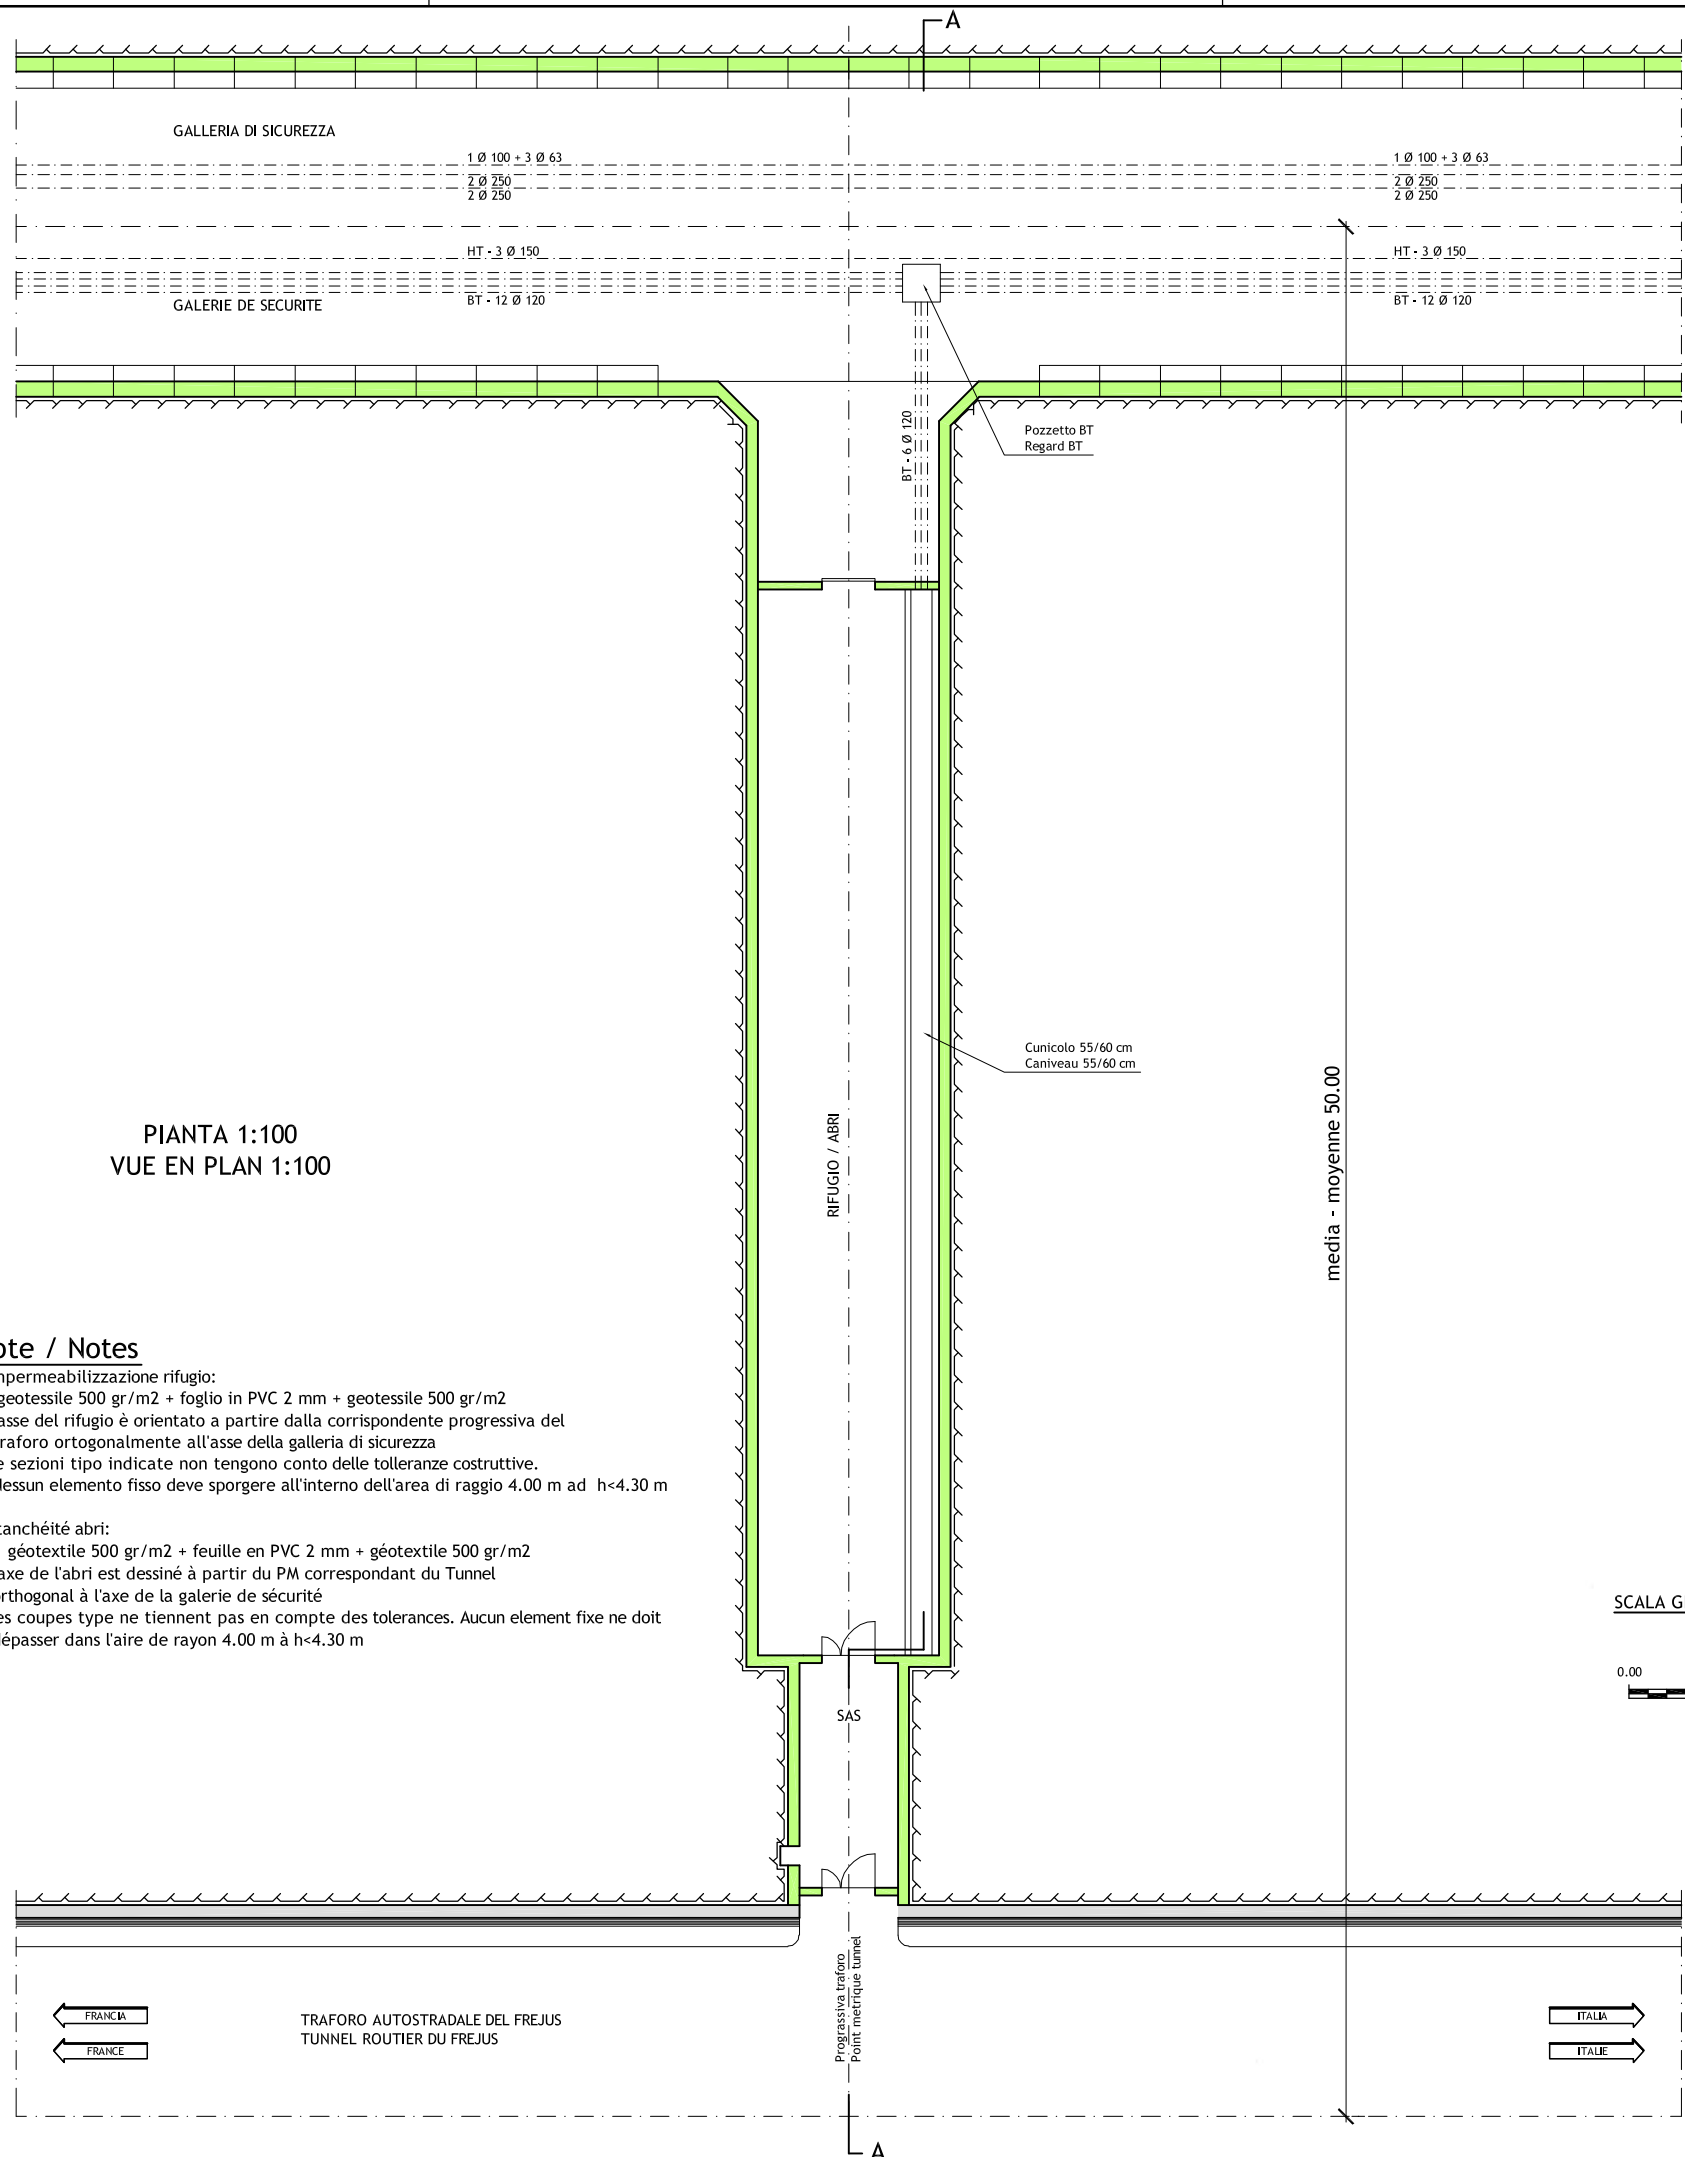 A
GALLERIA DI SICUREZZA
1 Ø 100 + 3 Ø 63
1 Ø 100 + 3 Ø 63
2 Ø 250
2 Ø 250
2 Ø 250
2 Ø 250
HT - 3 Ø 150
HT - 3 Ø 150
GALERIE DE SECURITE
BT - 12 Ø 120
BT - 12 Ø 120
BT - 6 Ø 120
Pozzetto BT
Regard BT
Cunicolo 55/60 cm
Caniveau 55/60 cm
RIFUGIO / ABRI
media - moyenne 50.00
PIANTA 1:100
VUE EN PLAN 1:100
ote / Notes
mpermeabilizzazione rifugio:
geotessile 500 gr/m2 + foglio in PVC 2 mm + geotessile 500 gr/m2
asse del rifugio è orientato a partire dalla corrispondente progressiva del
raforo ortogonalmente all'asse della galleria di sicurezza
e sezioni tipo indicate non tengono conto delle tolleranze costruttive.
lessun elemento fisso deve sporgere all'interno dell'area di raggio 4.00 m ad h<4.30 m
tanchéité abri:
géotextile 500 gr/m2 + feuille en PVC 2 mm + géotextile 500 gr/m2
axe de l'abri est dessiné à partir du PM correspondant du Tunnel
orthogonal à l'axe de la galerie de sécurité
es coupes type ne tiennent pas en compte des tolerances. Aucun element fixe ne doit
dépasser dans l'aire de rayon 4.00 m à h<4.30 m
SCALA G
0.00
SAS
Prograssiva traforo
Point metrique tunnel
FRANCIA
FRANCE
TRAFORO AUTOSTRADALE DEL FREJUS
TUNNEL ROUTIER DU FREJUS
ITALIA
ITALIE
A